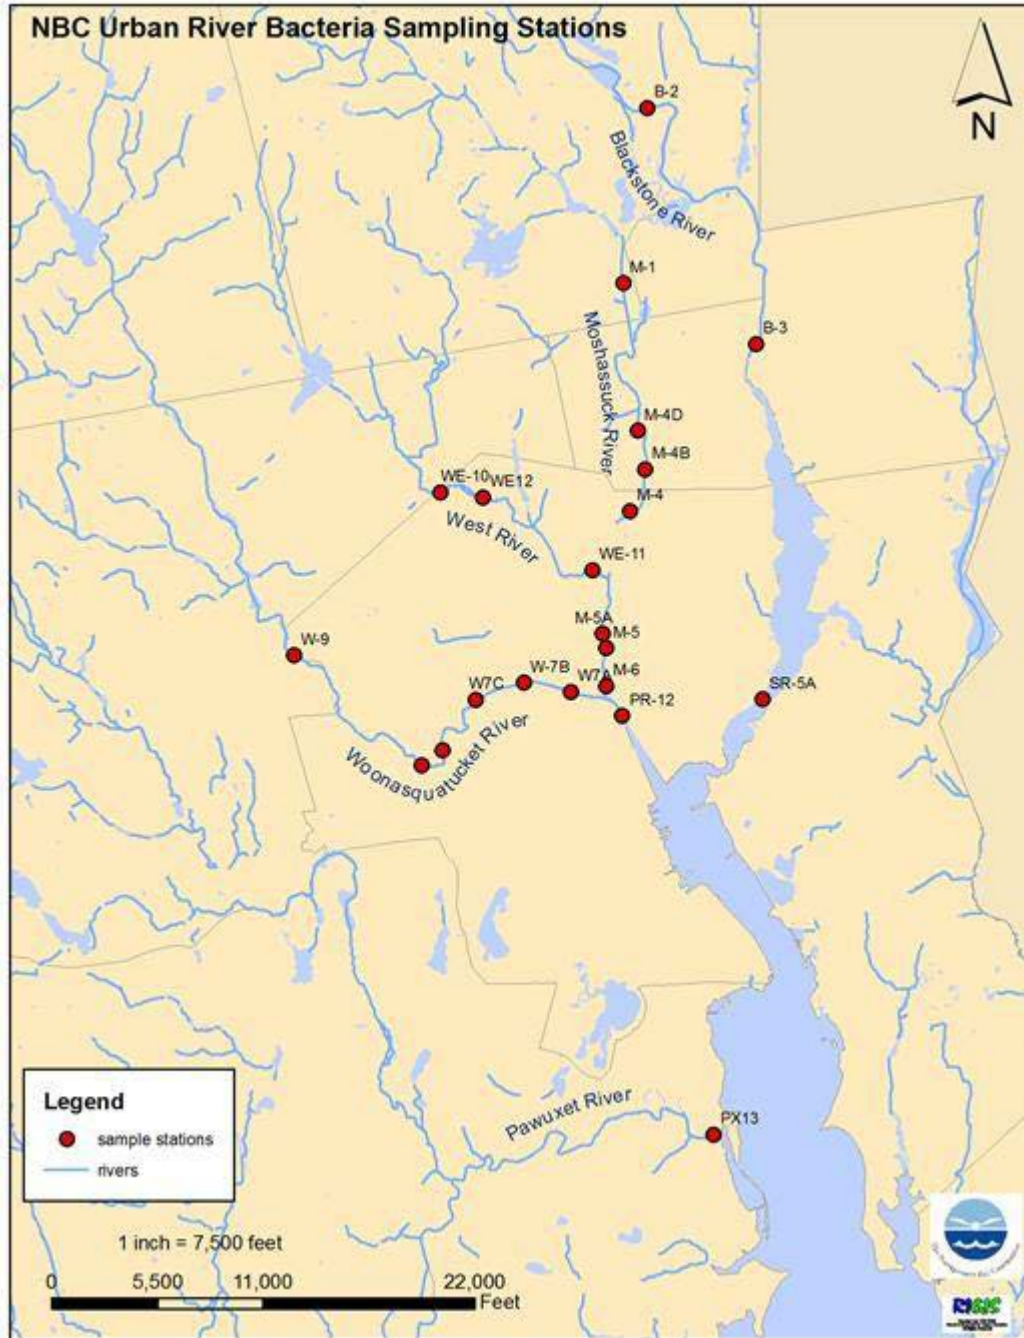 NBC Urban River Bacteria Sampling Stations
N
B-2
Blackstone River
M-1
B-3
Moshassuck River
M-4D
M-4B
WE-10
WE12
M-4
West River
WE-11
M-5A
M-5
W-9
W-7B
M-6
W7A
W7C
SR-5A
PR-12
Woonasquatucket River
Pawuxet River
PX13
Legend
sample stations
rivers
1 inch = 7,500 feet
0 5,500 11,000 22,000
Feet
RIGIS